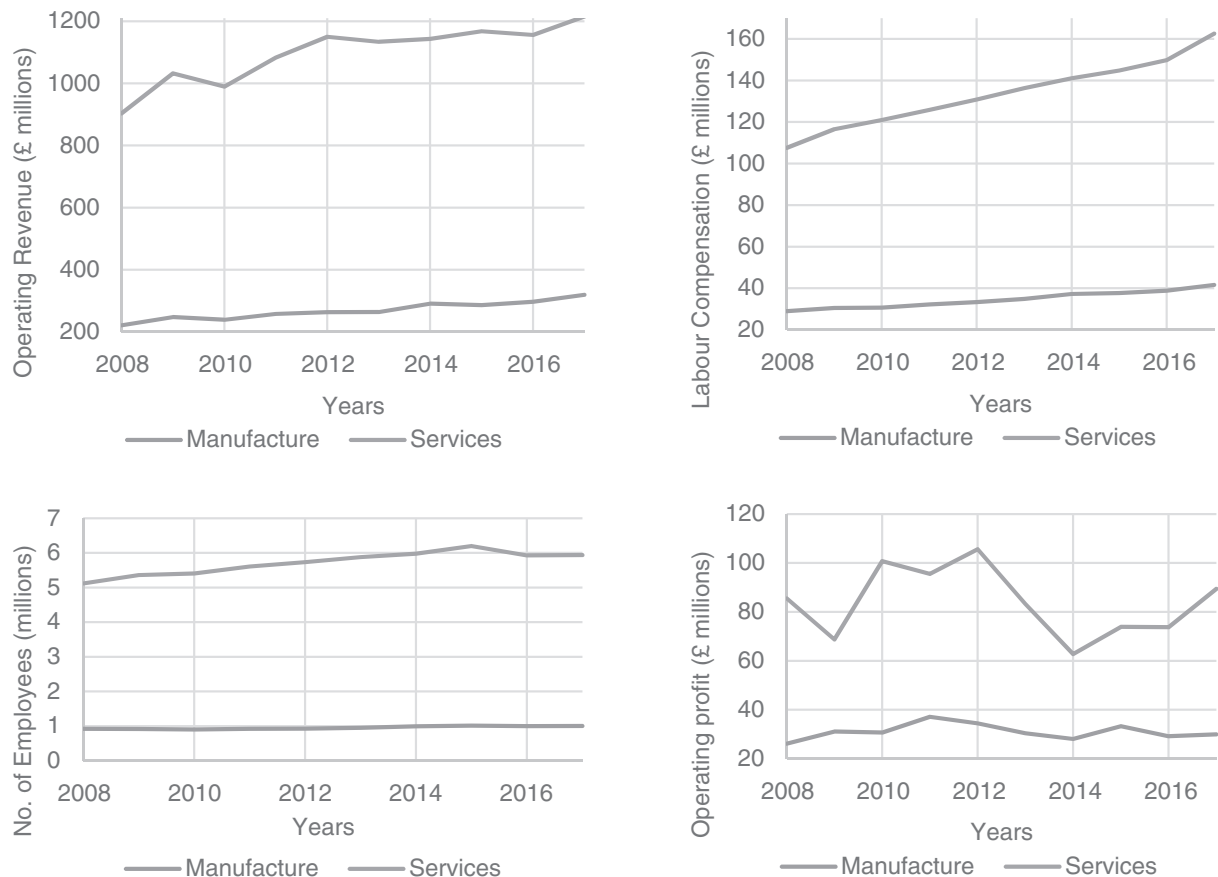 Operating Revenue (£ millions)
1200
1000
800
600
400
200
2008 2010 2012 2014 2016
Years
Manufacture Services
Labour Compensation (£ millions)
160
140
120
100
80
60
40
20
2008 2010 2012 2014 2016
Years
Manufacture Services
No. of Employees (millions)
7
6
5
4
3
2
1
0
2008 2010 2012 2014 2016
Years
Manufacture Services
Operating profit (£ millions)
120
100
80
60
40
20
2008 2010 2012 2014 2016
Years
Manufacture Services